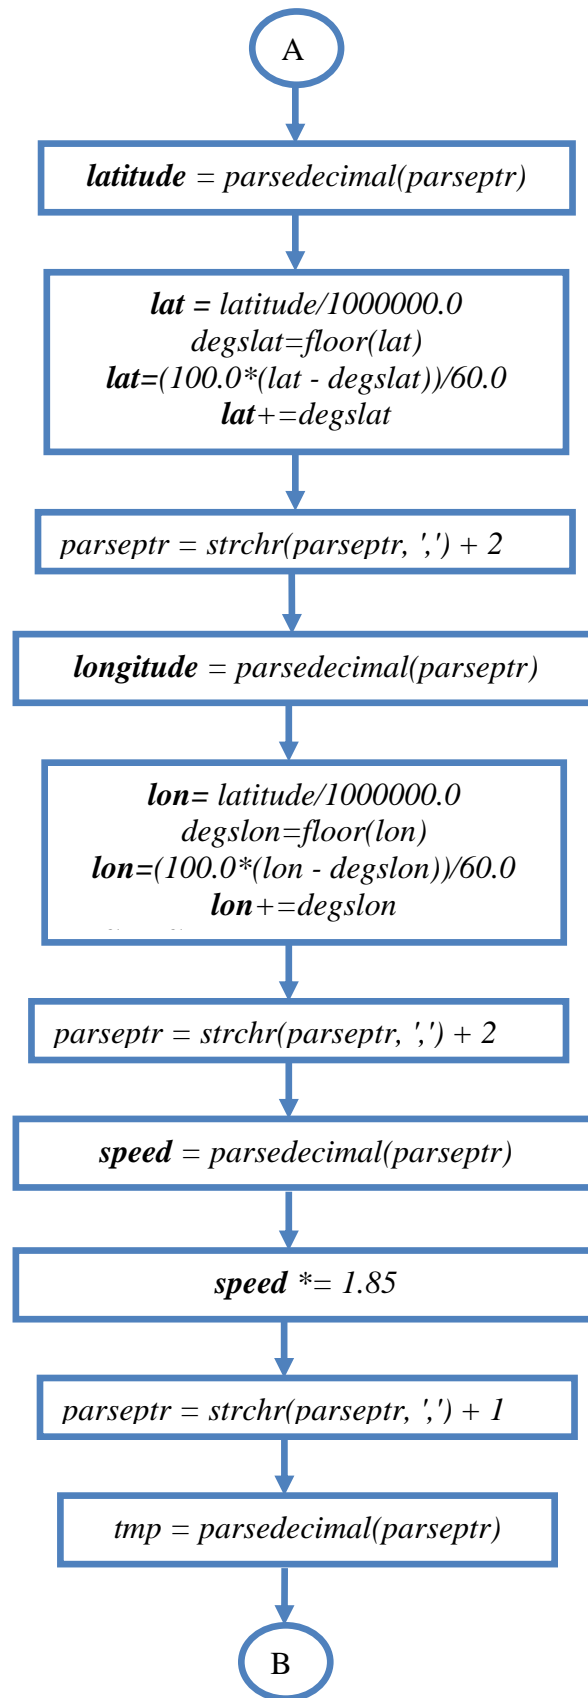 A
latitude = parsedecimal(parseptr)
lat = latitude/1000000.0
degslat=floor(lat)
lat=(100.0*(lat - degslat))/60.0
lat+=degslat
parseptr = strchr(parseptr, ',') + 2
longitude = parsedecimal(parseptr)
lon= latitude/1000000.0
degslon=floor(lon)
lon=(100.0*(lon - degslon))/60.0
lon+=degslon
parseptr = strchr(parseptr, ',') + 2
speed = parsedecimal(parseptr)
speed *= 1.85
parseptr = strchr(parseptr, ',') + 1
tmp = parsedecimal(parseptr)
B